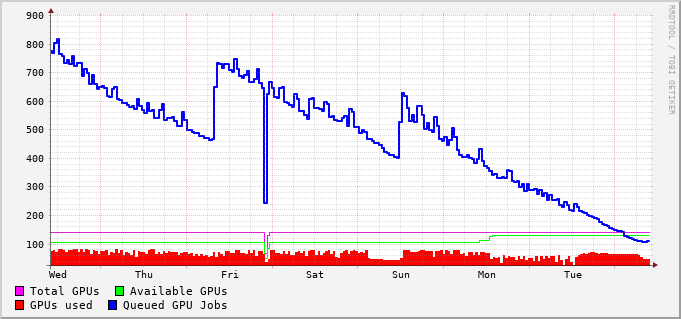 900
800
700
600
500
400
300
200
100
Wed Thu Fri Sat Sun Mon Tue
RRDTOOL / TOBI OETIKER
Total GPUs Available GPUs
GPUs used Queued GPU Jobs